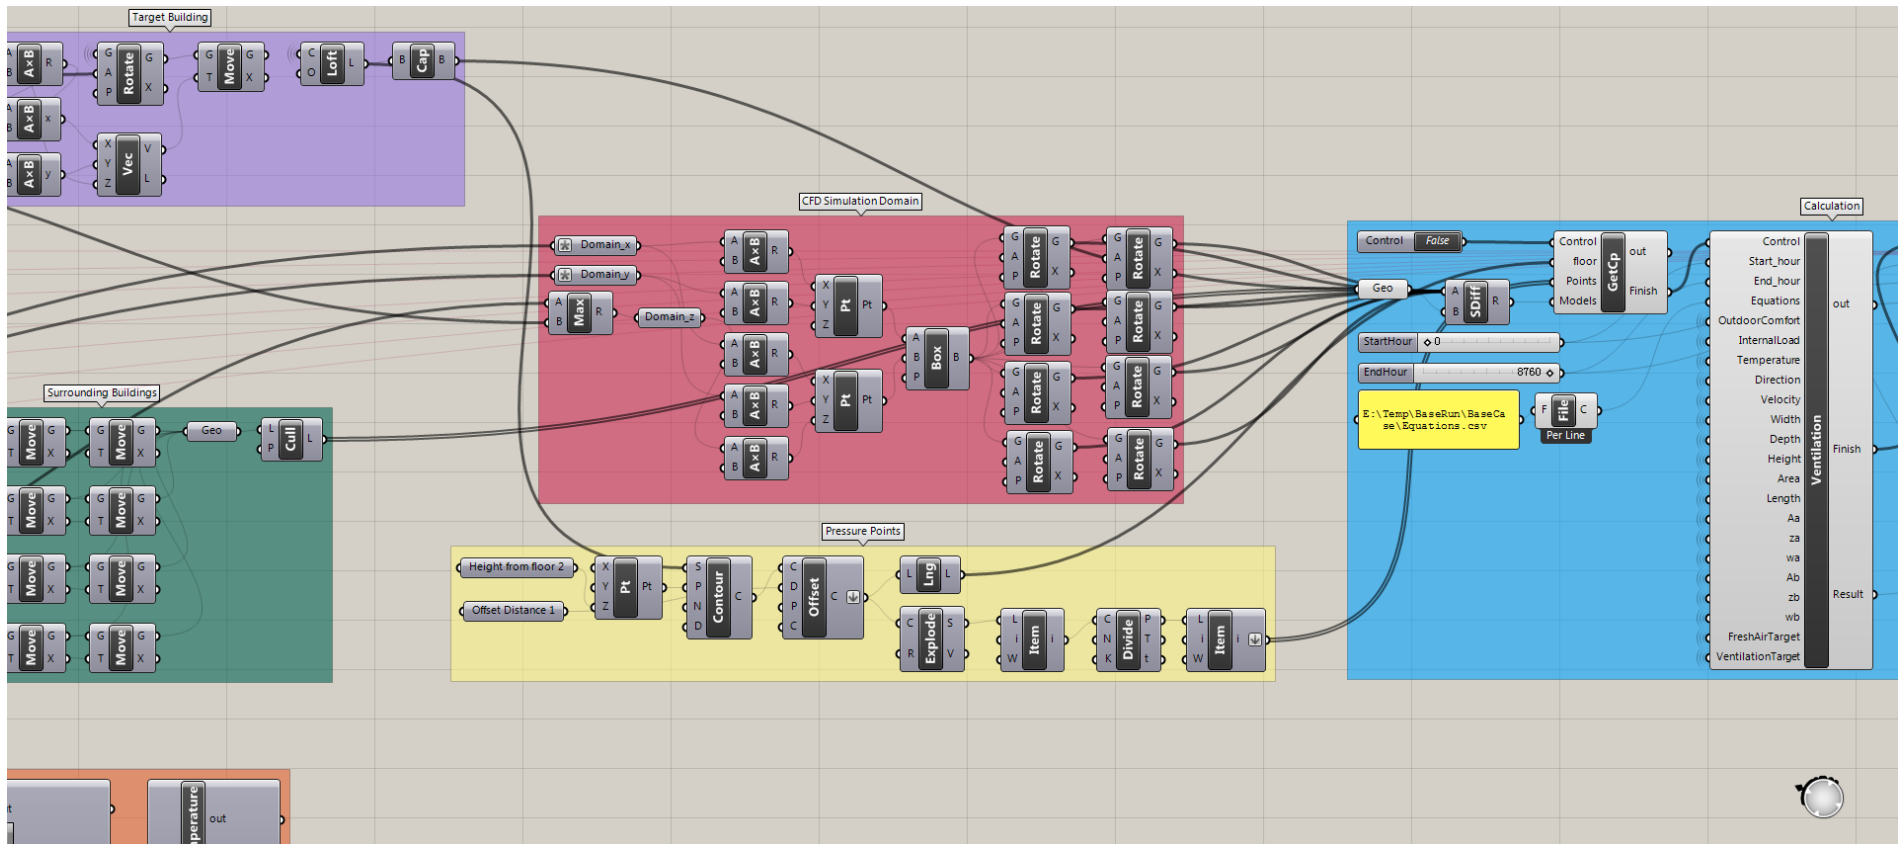 Target Building
A B A×B R
G A P Rotate G X
G T Move G X
C O Loft L
B Cap B
A B A×B x
A B A×B y
X Y Z Vec V L
CFD Simulation Domain
Domain_x
Domain_y
A B Max R
Domain_z
A B A×B R
A B A×B R
A B A×B R
A B A×B R
A B A×B R
X Y Z Pt Pt
X Y Z Pt Pt
A B P Box B
G A P Rotate G X
G A P Rotate G X
G A P Rotate G X
G A P Rotate G X
G A P Rotate G X
G A P Rotate G X
G A P Rotate G X
G A P Rotate G X
Calculation
Control False
Geo
A B SDiff R
Control
floor
Points
Models
GetCp
out
Finish
StartHour 0
EndHour 8760
E:\Temp\BaseRun\BaseCa
se\Equations.csv
F File C
Per Line
Control
Start_hour
End_hour
Equations
OutdoorComfort
InternalLoad
Temperature
Direction
Velocity
Width
Depth
Height
Area
Length
Aa
za
wa
Ab
zb
wb
FreshAirTarget
VentilationTarget
Ventilation
out
Finish
Result
Surrounding Buildings
G T Move G X
G T Move G X
Geo
L P Cull L
G T Move G X
G T Move G X
G T Move G X
G T Move G X
G T Move G X
G T Move G X
Pressure Points
Height from floor 2
Offset Distance 1
X Y Z Pt Pt
S P N D Contour C
C D P C Offset C
L Lng L
C R Explode S V
L i W Item i
C N K Divide P T t
L i W Item i
out